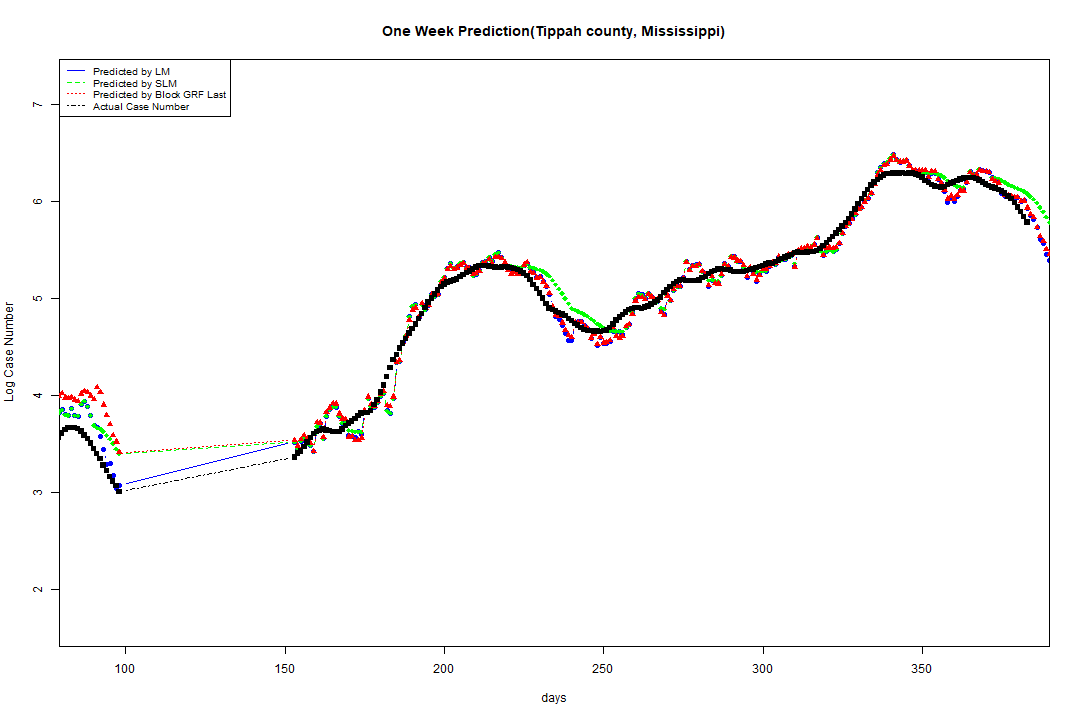 One Week Prediction(Tippah county, Mississippi)
Predicted by LM
Predicted by SLM
Predicted by Block GRF Last
Actual Case Number
7
6
5
4
3
2
Log Case Number
100 150 200 250 300 350
days